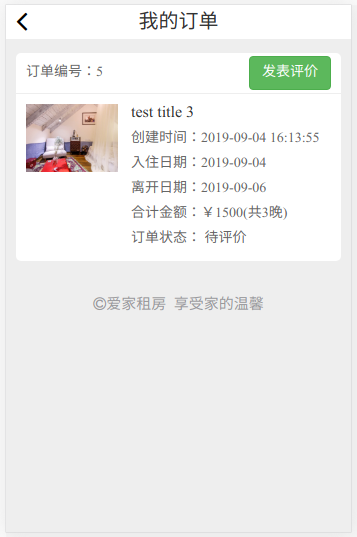 我的订单
订单编号：5
发表评价
test title 3
创建时间：2019-09-04 16:13:55
入住日期：2019-09-04
离开日期：2019-09-06
合计金额：￥1500(共3晚)
订单状态： 待评价
©爱家租房 享受家的温馨